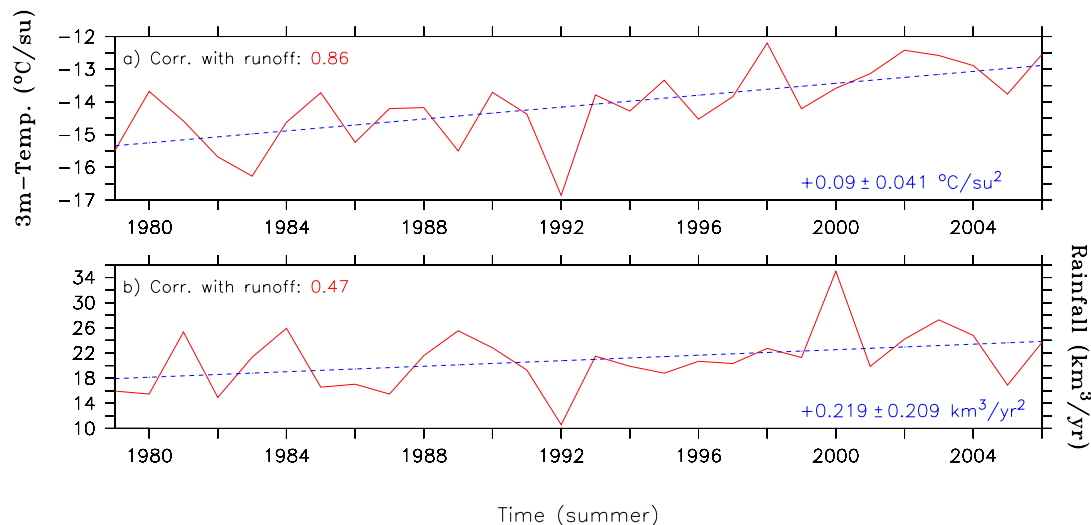 3m-Temp. (°C/su)
-12
-13
-14
-15
-16
-17
a) Corr. with runoff: 0.86
+0.09 ± 0.041 °C/su²
1980 1984 1988 1992 1996 2000 2004
34
30
26
22
18
14
10
b) Corr. with runoff: 0.47
+0.219 ± 0.209 km³/yr²
Rainfall (km³/yr)
1980 1984 1988 1992 1996 2000 2004
Time (summer)